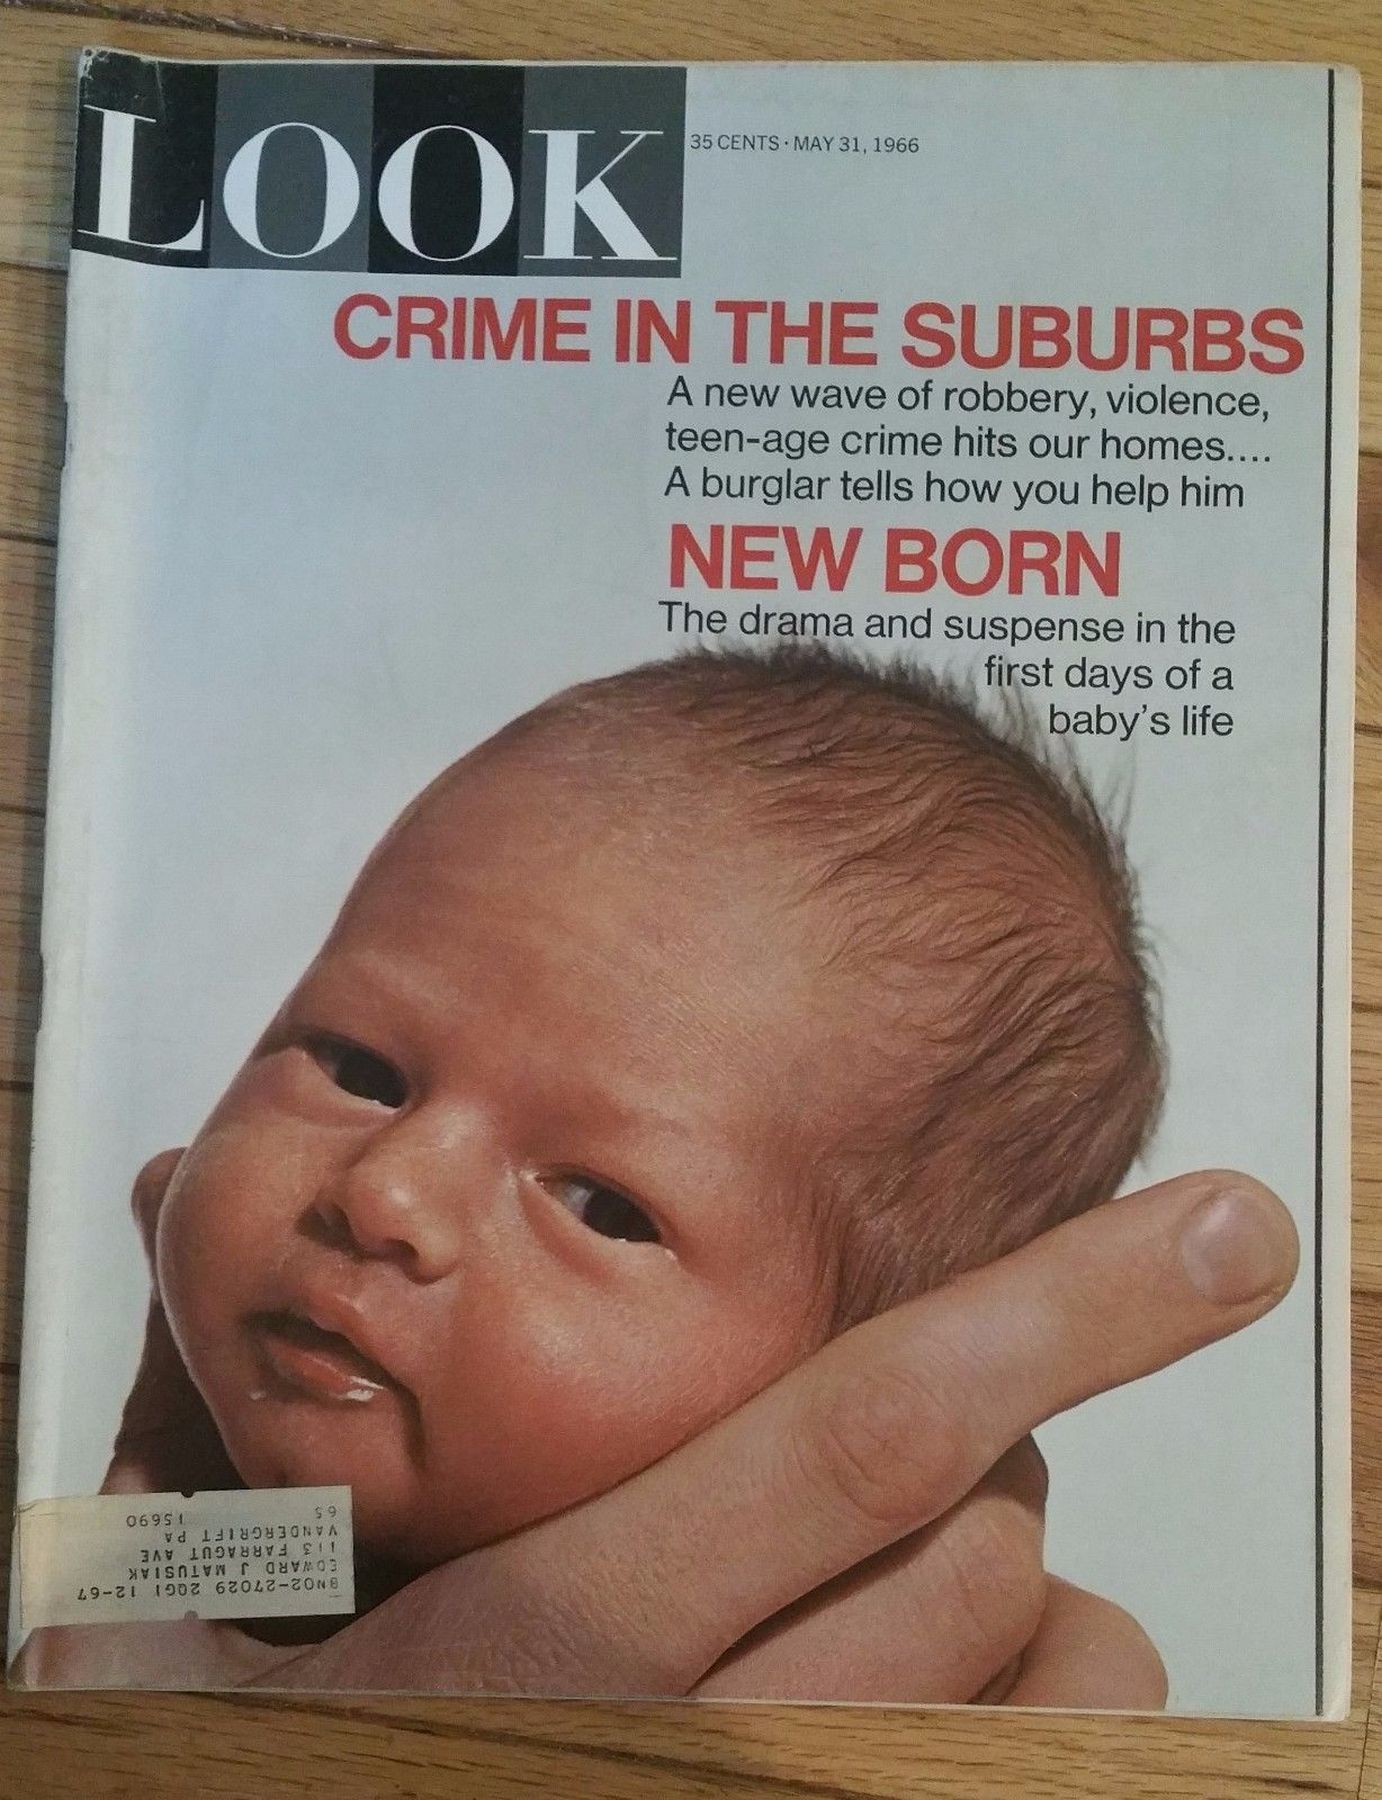 LOOK
35 CENTS · MAY 31, 1966
CRIME IN THE SUBURBS
A new wave of robbery, violence,
teen-age crime hits our homes....
A burglar tells how you help him
NEW BORN
The drama and suspense in the
first days of a
baby's life
BN02-27029 2QG1 12-67
EDWARD J MATUSIAK
113 FARRAGUT AVE
VANDERGRIFT PA
65 15690